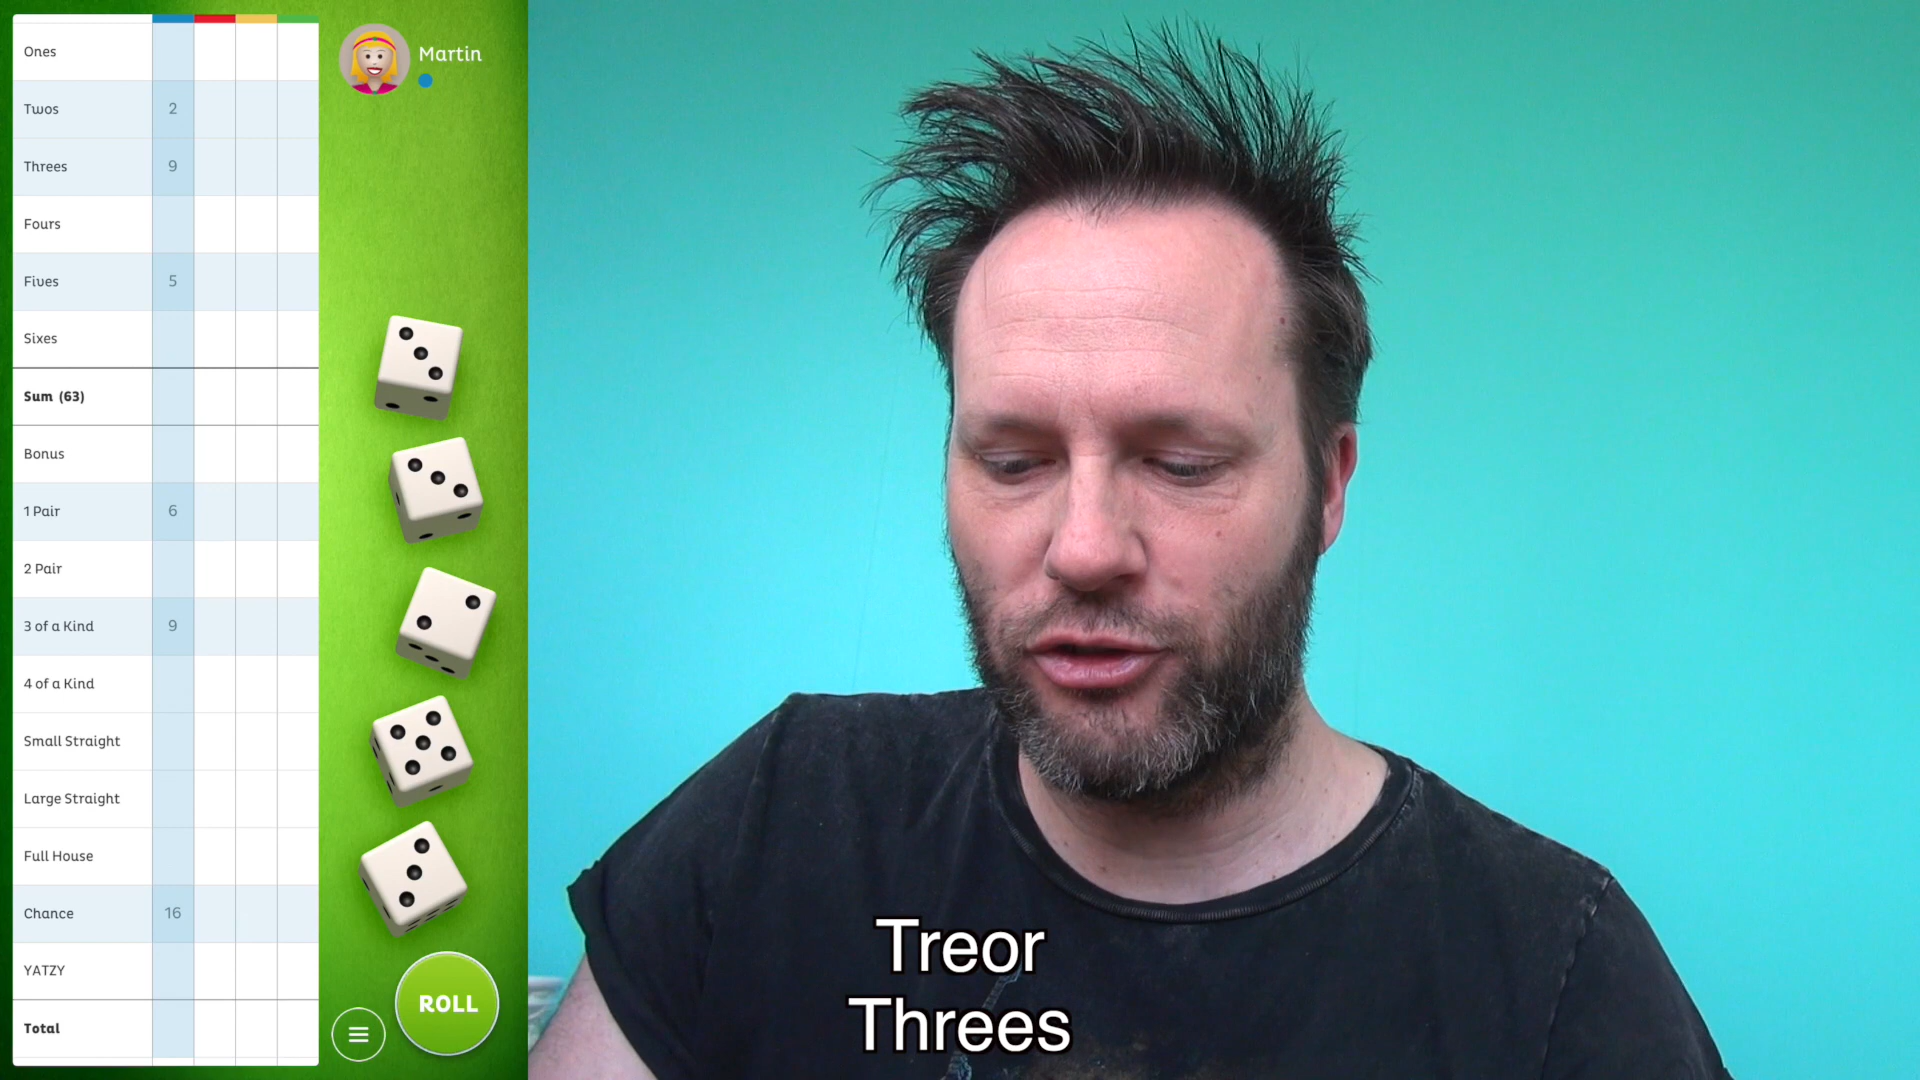 Ones
Twos 2
Threes 9
Fours
Fives 5
Sixes
Sum (63)
Bonus
1 Pair 6
2 Pair
3 of a Kind 9
4 of a Kind
Small Straight
Large Straight
Full House
Chance 16
YATZY
Total
Martin
ROLL
Treor
Threes